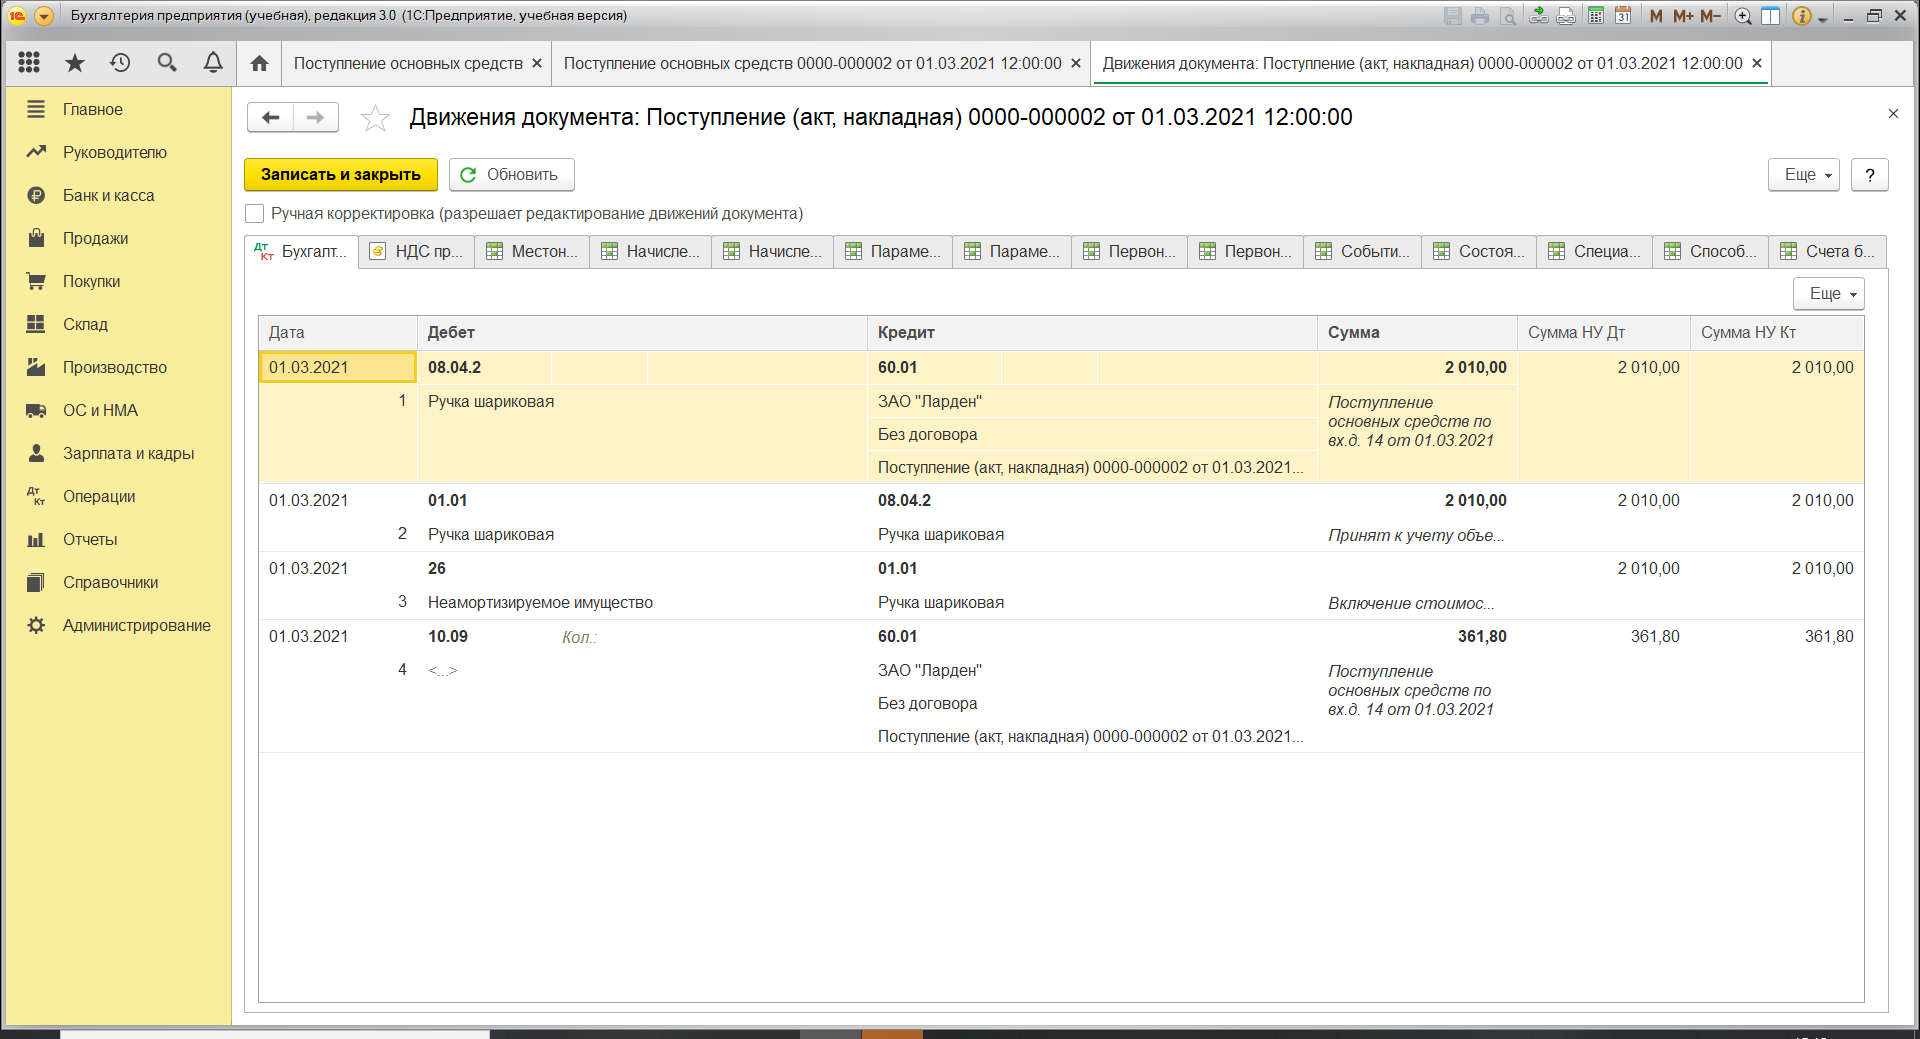 Бухгалтерия предприятия (учебная), редакция 3.0 (1С:Предприятие, учебная версия)
M M+ M−
Поступление основных средств
Поступление основных средств 0000-000002 от 01.03.2021 12:00:00
Движения документа: Поступление (акт, накладная) 0000-000002 от 01.03.2021 12:00:00
Главное
Руководителю
Банк и касса
Продажи
Покупки
Склад
Производство
ОС и НМА
Зарплата и кадры
Операции
Отчеты
Справочники
Администрирование
Движения документа: Поступление (акт, накладная) 0000-000002 от 01.03.2021 12:00:00
Записать и закрыть Обновить Еще ?
Ручная корректировка (разрешает редактирование движений документа)
Дт Кт Бухгалт... НДС пр... Местон... Начисле... Начисле... Параме... Параме... Первон... Первон... Событи... Состоя... Специа... Способ... Счета б...
Еще
Дата Дебет Кредит Сумма Сумма НУ Дт Сумма НУ Кт
01.03.2021 08.04.2 60.01 2 010,00 2 010,00 2 010,00
1 Ручка шариковая ЗАО "Ларден" Поступление
основных средств по
Без договора вх.д. 14 от 01.03.2021
Поступление (акт, накладная) 0000-000002 от 01.03.2021...
01.03.2021 01.01 08.04.2 2 010,00 2 010,00 2 010,00
2 Ручка шариковая Ручка шариковая Принят к учету объе...
01.03.2021 26 01.01 2 010,00 2 010,00
3 Неамортизируемое имущество Ручка шариковая Включение стоимос...
01.03.2021 10.09 Кол.: 60.01 361,80 361,80 361,80
4 <...> ЗАО "Ларден" Поступление
основных средств по
Без договора вх.д. 14 от 01.03.2021
Поступление (акт, накладная) 0000-000002 от 01.03.2021...